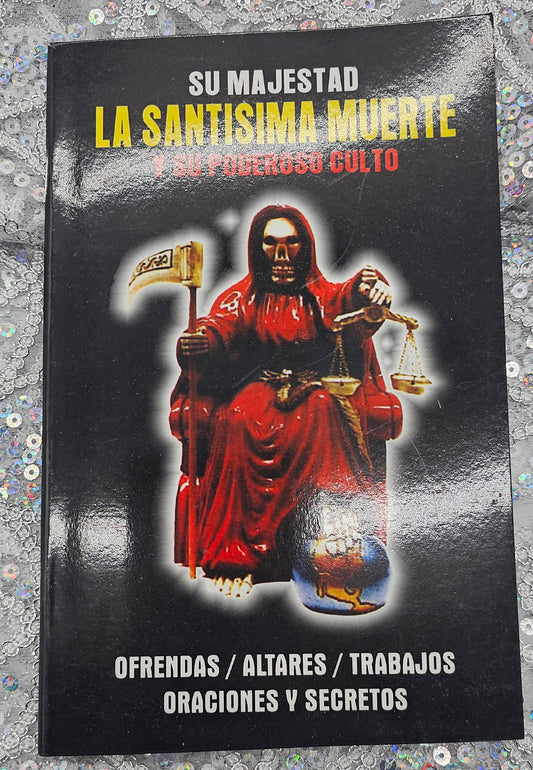 SU MAJESTAD
LA SANTISIMA MUERTE
Y SU PODEROSO CULTO
OFRENDAS / ALTARES / TRABAJOS
ORACIONES Y SECRETOS